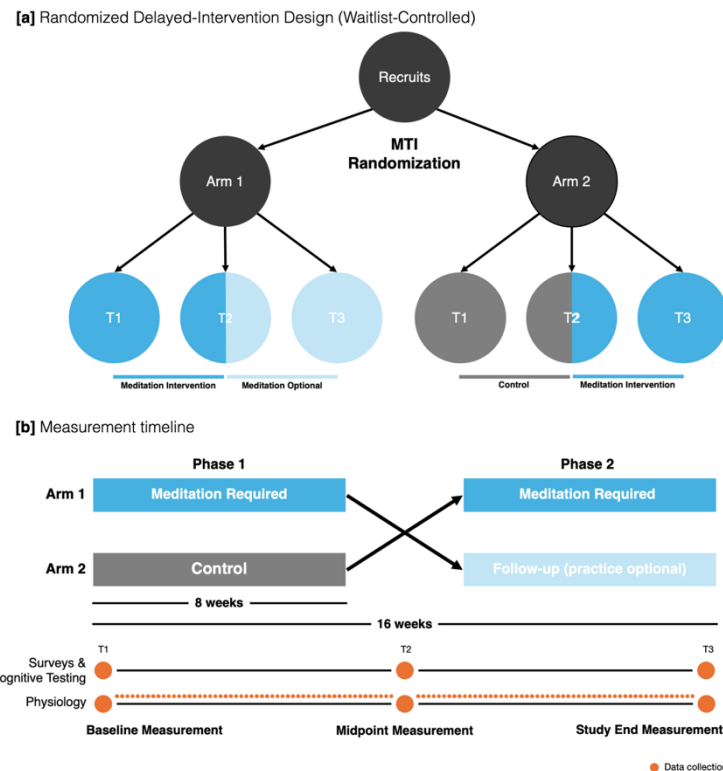 [a] Randomized Delayed-Intervention Design (Waitlist-Controlled)
Recruits
MTI
Randomization
Arm 1
Arm 2
T1
T2
T3
T1
T2
T3
Meditation Intervention
Meditation Optional
Control
Meditation Intervention
[b] Measurement timeline
Phase 1
Phase 2
Arm 1
Meditation Required
Meditation Required
Arm 2
Control
Follow-up (practice optional)
8 weeks
16 weeks
T1
T2
T3
Surveys &
ognitive Testing
Physiology
Baseline Measurement
Midpoint Measurement
Study End Measurement
Data collection